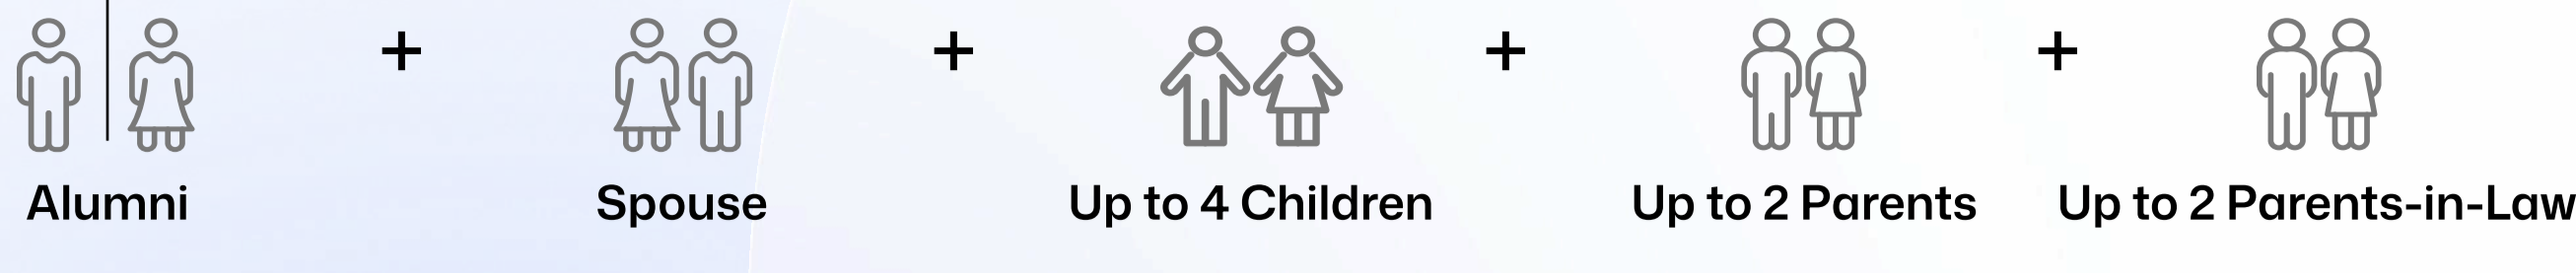 + + + +
Alumni Spouse Up to 4 Children Up to 2 Parents Up to 2 Parents-in-Law